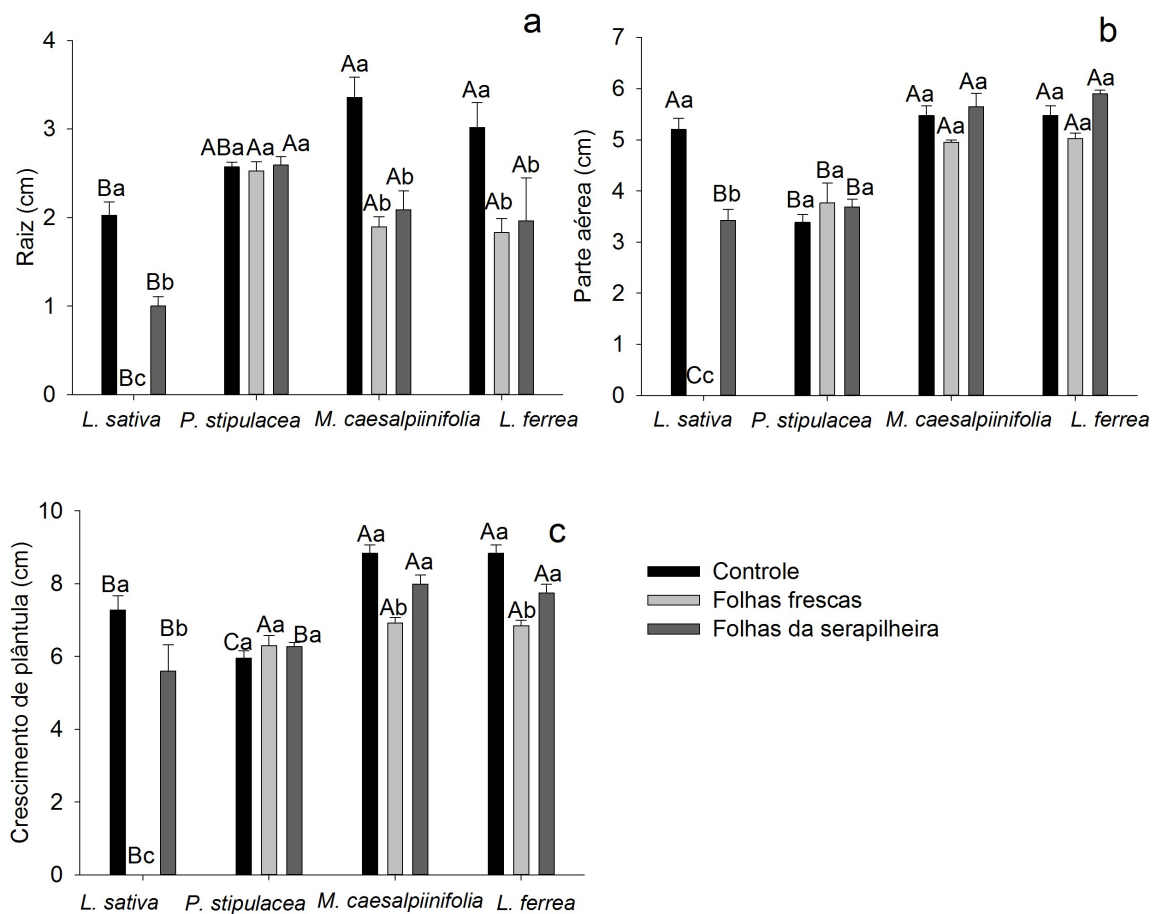 a
Raiz (cm)
4
3
2
1
0
Ba Bc Bb
ABa Aa Aa
Aa Ab Ab
Aa Ab Ab
L. sativa P. stipulacea M. caesalpiinifolia L. ferrea
b
Parte aérea (cm)
7
6
5
4
3
2
1
0
Aa Cc Bb
Ba Ba Ba
Aa Aa Aa
Aa Aa Aa
L. sativa P. stipulacea M. caesalpiinifolia L. ferrea
c
Crescimento de plântula (cm)
10
8
6
4
2
0
Ba Bc Bb
Ca Aa Ba
Aa Ab Aa
Aa Ab Aa
L. sativa P. stipulacea M. caesalpiinifolia L. ferrea
Controle
Folhas frescas
Folhas da serapilheira